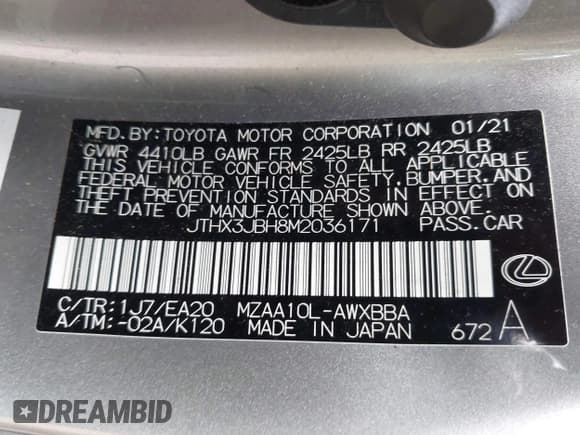 MFD. BY: TOYOTA MOTOR CORPORATION 01/21
GVWR 4410LB GAWR FR 2425LB RR 2425LB
THIS VEHICLE CONFORMS TO ALL APPLICABLE
FEDERAL MOTOR VEHICLE SAFETY, BUMPER, AND
THEFT PREVENTION STANDARDS IN EFFECT ON
THE DATE OF MANUFACTURE SHOWN ABOVE.
JTHX3JBH8M2036171 PASS. CAR
C/TR: 1J7/EA20 MZAA10L-AWXBBA
A/TM: -02A/K120 MADE IN JAPAN 672 A
DREAMBID